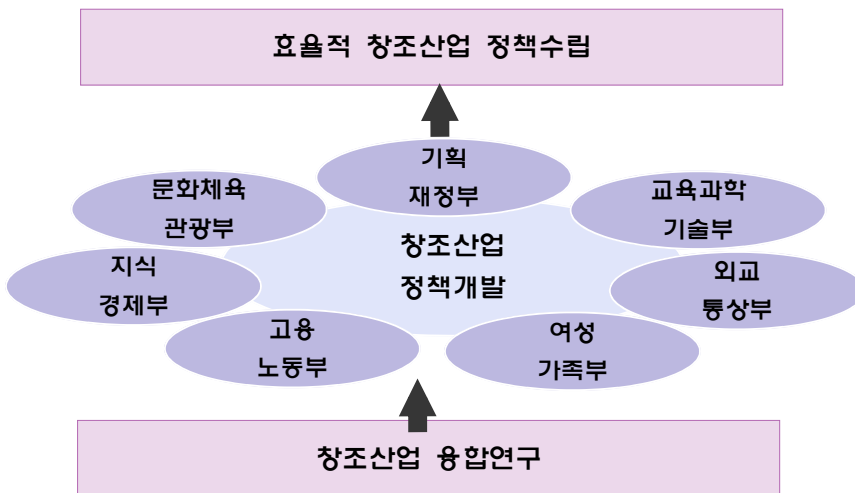 효율적 창조산업 정책수립
기획
재정부
문화체육
관광부
교육과학
기술부
창조산업
정책개발
지식
경제부
외교
통상부
고용
노동부
여성
가족부
창조산업 융합연구